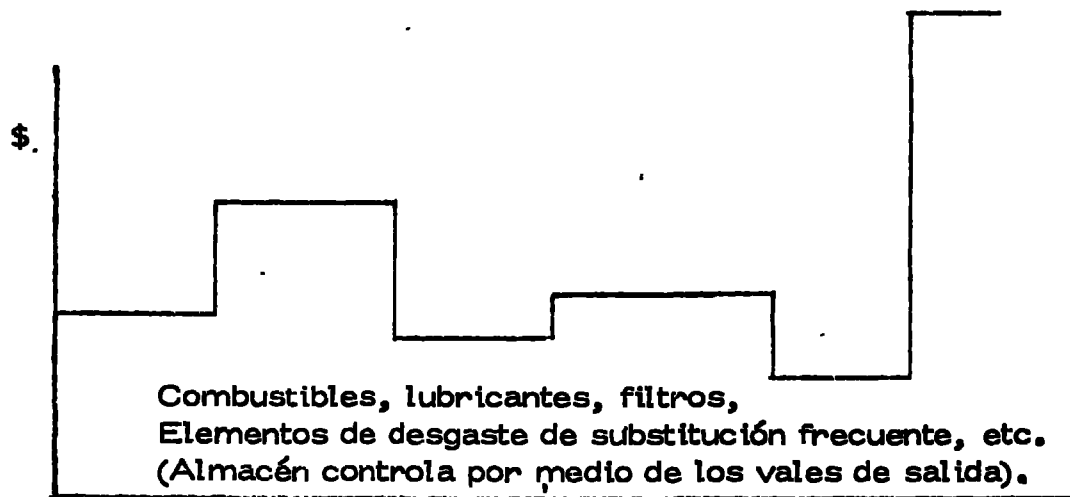 $.
Combustibles, lubricantes, filtros,
Elementos de desgaste de substitución frecuente, etc.
(Almacén controla por medio de los vales de salida).